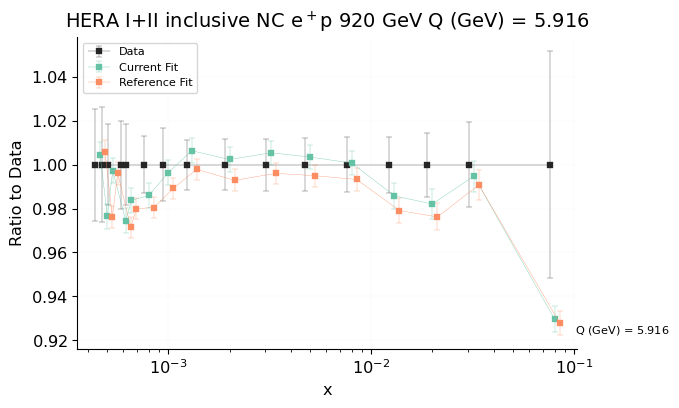 HERA I+II inclusive NC e⁺p 920 GeV Q (GeV) = 5.916
Data
Current Fit
Reference Fit
Ratio to Data
1.04
1.02
1.00
0.98
0.96
0.94
0.92
10⁻³
10⁻²
10⁻¹
x
Q (GeV) = 5.916